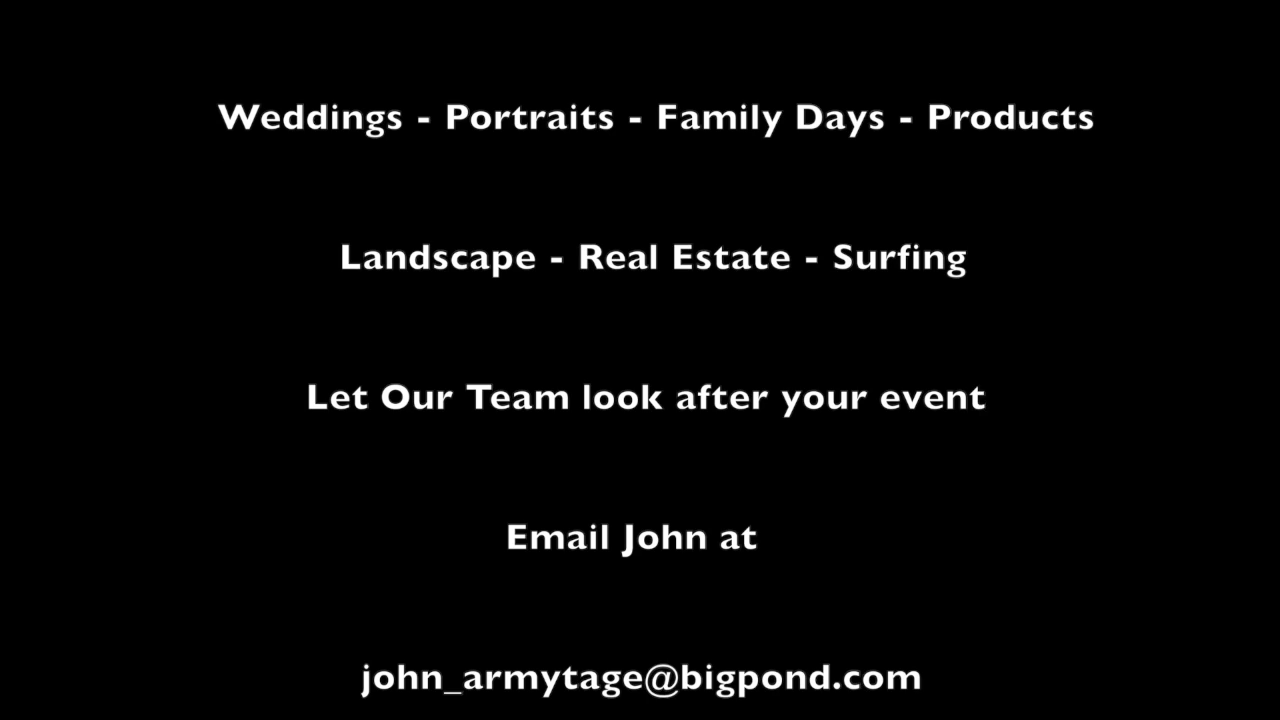 Weddings - Portraits - Family Days - Products
Landscape - Real Estate - Surfing
Let Our Team look after your event
Email John at
john_armytage@bigpond.com